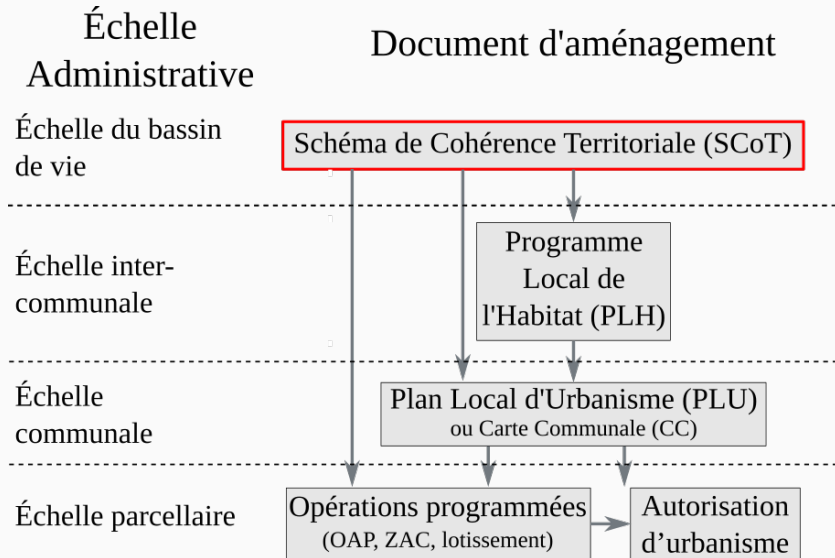 Échelle
Administrative
Document d'aménagement
Échelle du bassin
de vie
Schéma de Cohérence Territoriale (SCoT)
Échelle inter-
communale
Programme
Local de
l'Habitat (PLH)
Échelle
communale
Plan Local d'Urbanisme (PLU)
ou Carte Communale (CC)
Échelle parcellaire
Opérations programmées
(OAP, ZAC, lotissement)
Autorisation
d’urbanisme